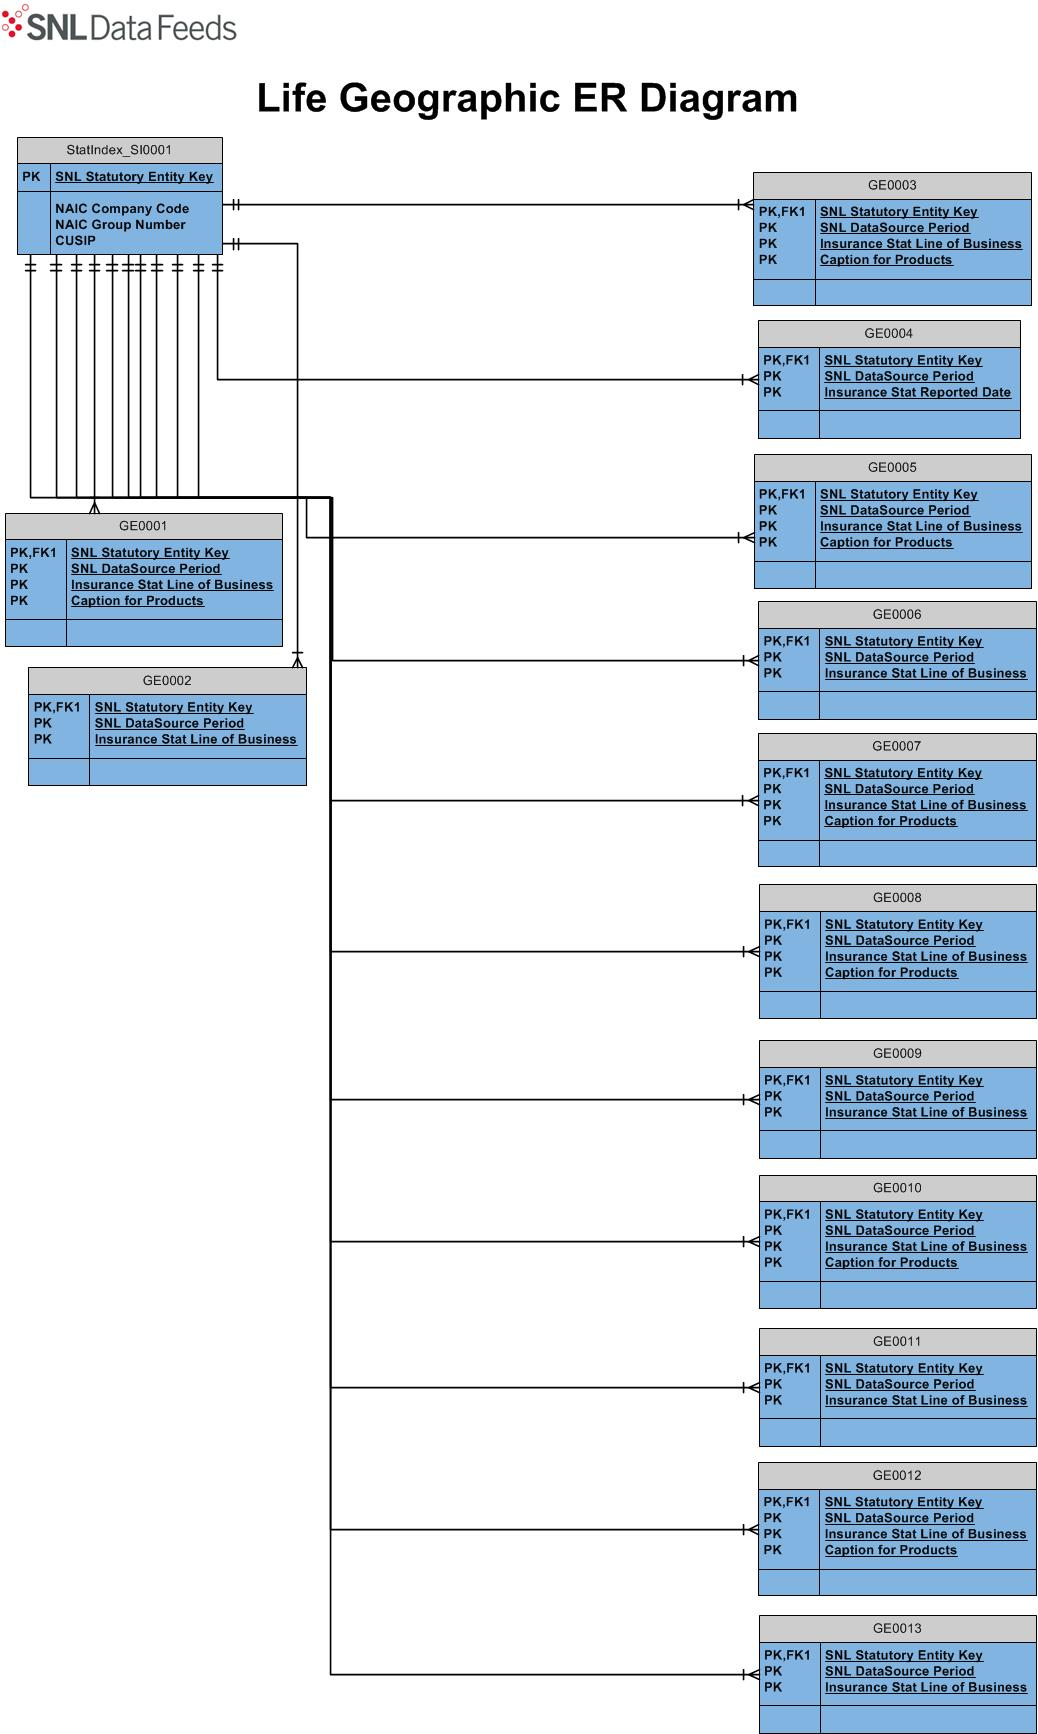 SNL Data Feeds
Life Geographic ER Diagram
StatIndex_SI0001
PK SNL Statutory Entity Key
NAIC Company Code
NAIC Group Number
CUSIP
GE0003
PK,FK1 SNL Statutory Entity Key
PK SNL DataSource Period
PK Insurance Stat Line of Business
PK Caption for Products
GE0004
PK,FK1 SNL Statutory Entity Key
PK SNL DataSource Period
PK Insurance Stat Reported Date
GE0005
PK,FK1 SNL Statutory Entity Key
PK SNL DataSource Period
PK Insurance Stat Line of Business
PK Caption for Products
GE0001
PK,FK1 SNL Statutory Entity Key
PK SNL DataSource Period
PK Insurance Stat Line of Business
PK Caption for Products
GE0006
PK,FK1 SNL Statutory Entity Key
PK SNL DataSource Period
PK Insurance Stat Line of Business
GE0002
PK,FK1 SNL Statutory Entity Key
PK SNL DataSource Period
PK Insurance Stat Line of Business
GE0007
PK,FK1 SNL Statutory Entity Key
PK SNL DataSource Period
PK Insurance Stat Line of Business
PK Caption for Products
GE0008
PK,FK1 SNL Statutory Entity Key
PK SNL DataSource Period
PK Insurance Stat Line of Business
PK Caption for Products
GE0009
PK,FK1 SNL Statutory Entity Key
PK SNL DataSource Period
PK Insurance Stat Line of Business
GE0010
PK,FK1 SNL Statutory Entity Key
PK SNL DataSource Period
PK Insurance Stat Line of Business
PK Caption for Products
GE0011
PK,FK1 SNL Statutory Entity Key
PK SNL DataSource Period
PK Insurance Stat Line of Business
GE0012
PK,FK1 SNL Statutory Entity Key
PK SNL DataSource Period
PK Insurance Stat Line of Business
PK Caption for Products
GE0013
PK,FK1 SNL Statutory Entity Key
PK SNL DataSource Period
PK Insurance Stat Line of Business